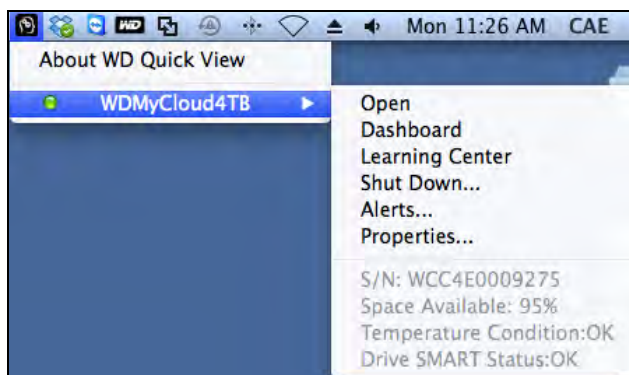 WD Mon 11:26 AM CAE
About WD Quick View
WDMyCloud4TB
Open
Dashboard
Learning Center
Shut Down...
Alerts...
Properties...
S/N: WCC4E0009275
Space Available: 95%
Temperature Condition:OK
Drive SMART Status:OK